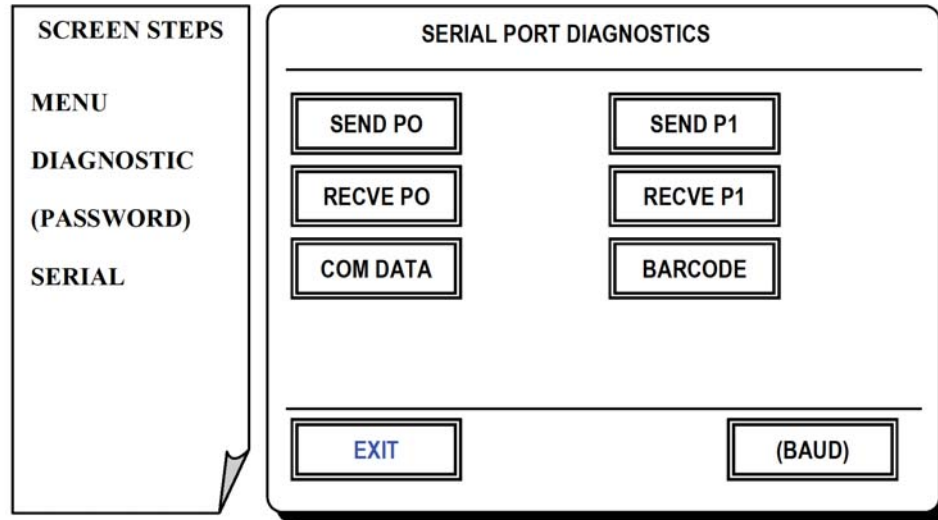 SCREEN STEPS
MENU
DIAGNOSTIC
(PASSWORD)
SERIAL
SERIAL PORT DIAGNOSTICS
SEND PO
SEND P1
RECVE PO
RECVE P1
COM DATA
BARCODE
EXIT
(BAUD)